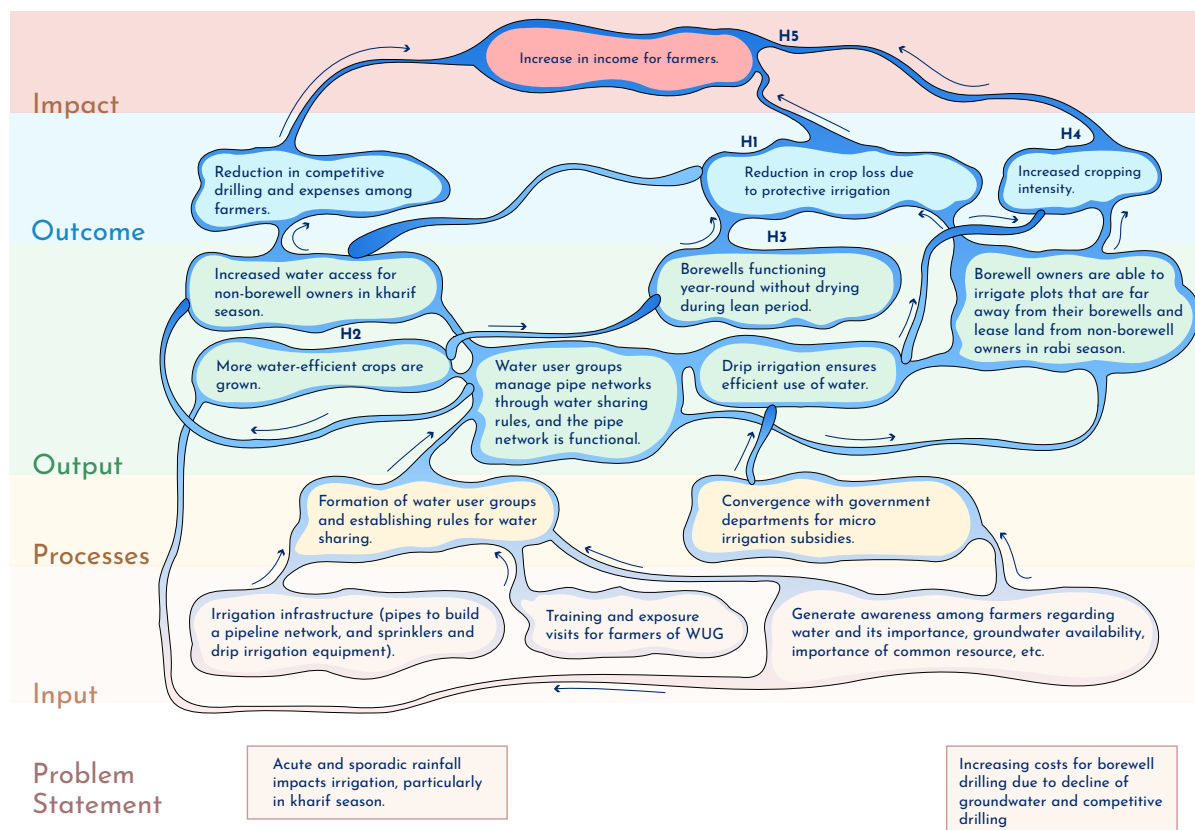 H5
Increase in income for farmers.
Impact
H1
H4
Reduction in competitive
drilling and expenses among
farmers.
Reduction in crop loss due
to protective irrigation
Increased cropping
intensity.
Outcome
H3
Increased water access for
non-borewell owners in kharif
season.
Borewells functioning
year-round without drying
during lean period.
Borewell owners are able to
irrigate plots that are far
away from their borewells and
lease land from non-borewell
owners in rabi season.
H2
More water-efficient crops are
grown.
Water user groups
manage pipe networks
through water sharing
rules, and the pipe
network is functional.
Drip irrigation ensures
efficient use of water.
Output
Formation of water user groups
and establishing rules for water
sharing.
Convergence with government
departments for micro
irrigation subsidies.
Processes
Irrigation infrastructure (pipes to build
a pipeline network, and sprinklers and
drip irrigation equipment).
Training and exposure
visits for farmers of WUG
Generate awareness among farmers regarding
water and its importance, groundwater availability,
importance of common resource, etc.
Input
Problem
Statement
Acute and sporadic rainfall
impacts irrigation, particularly
in kharif season.
Increasing costs for borewell
drilling due to decline of
groundwater and competitive
drilling